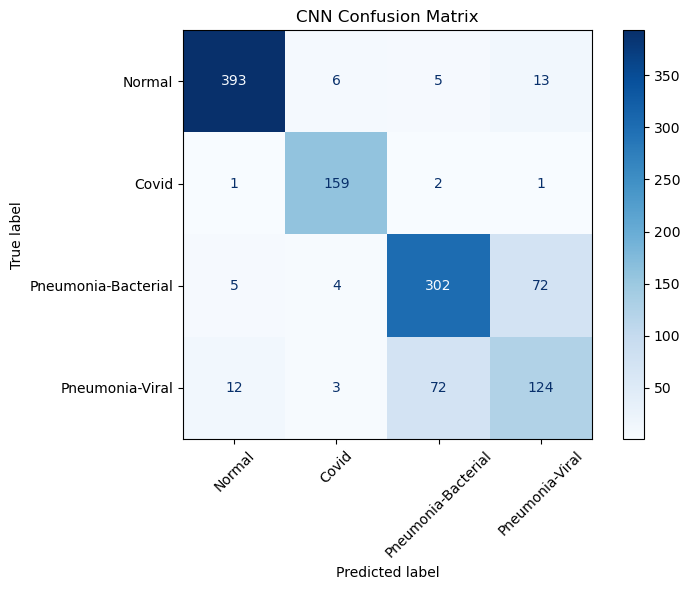 CNN Confusion Matrix
True label
Normal 393 6 5 13
Covid 1 159 2 1
Pneumonia-Bacterial 5 4 302 72
Pneumonia-Viral 12 3 72 124
Normal Covid Pneumonia-Bacterial Pneumonia-Viral
Predicted label
350
300
250
200
150
100
50